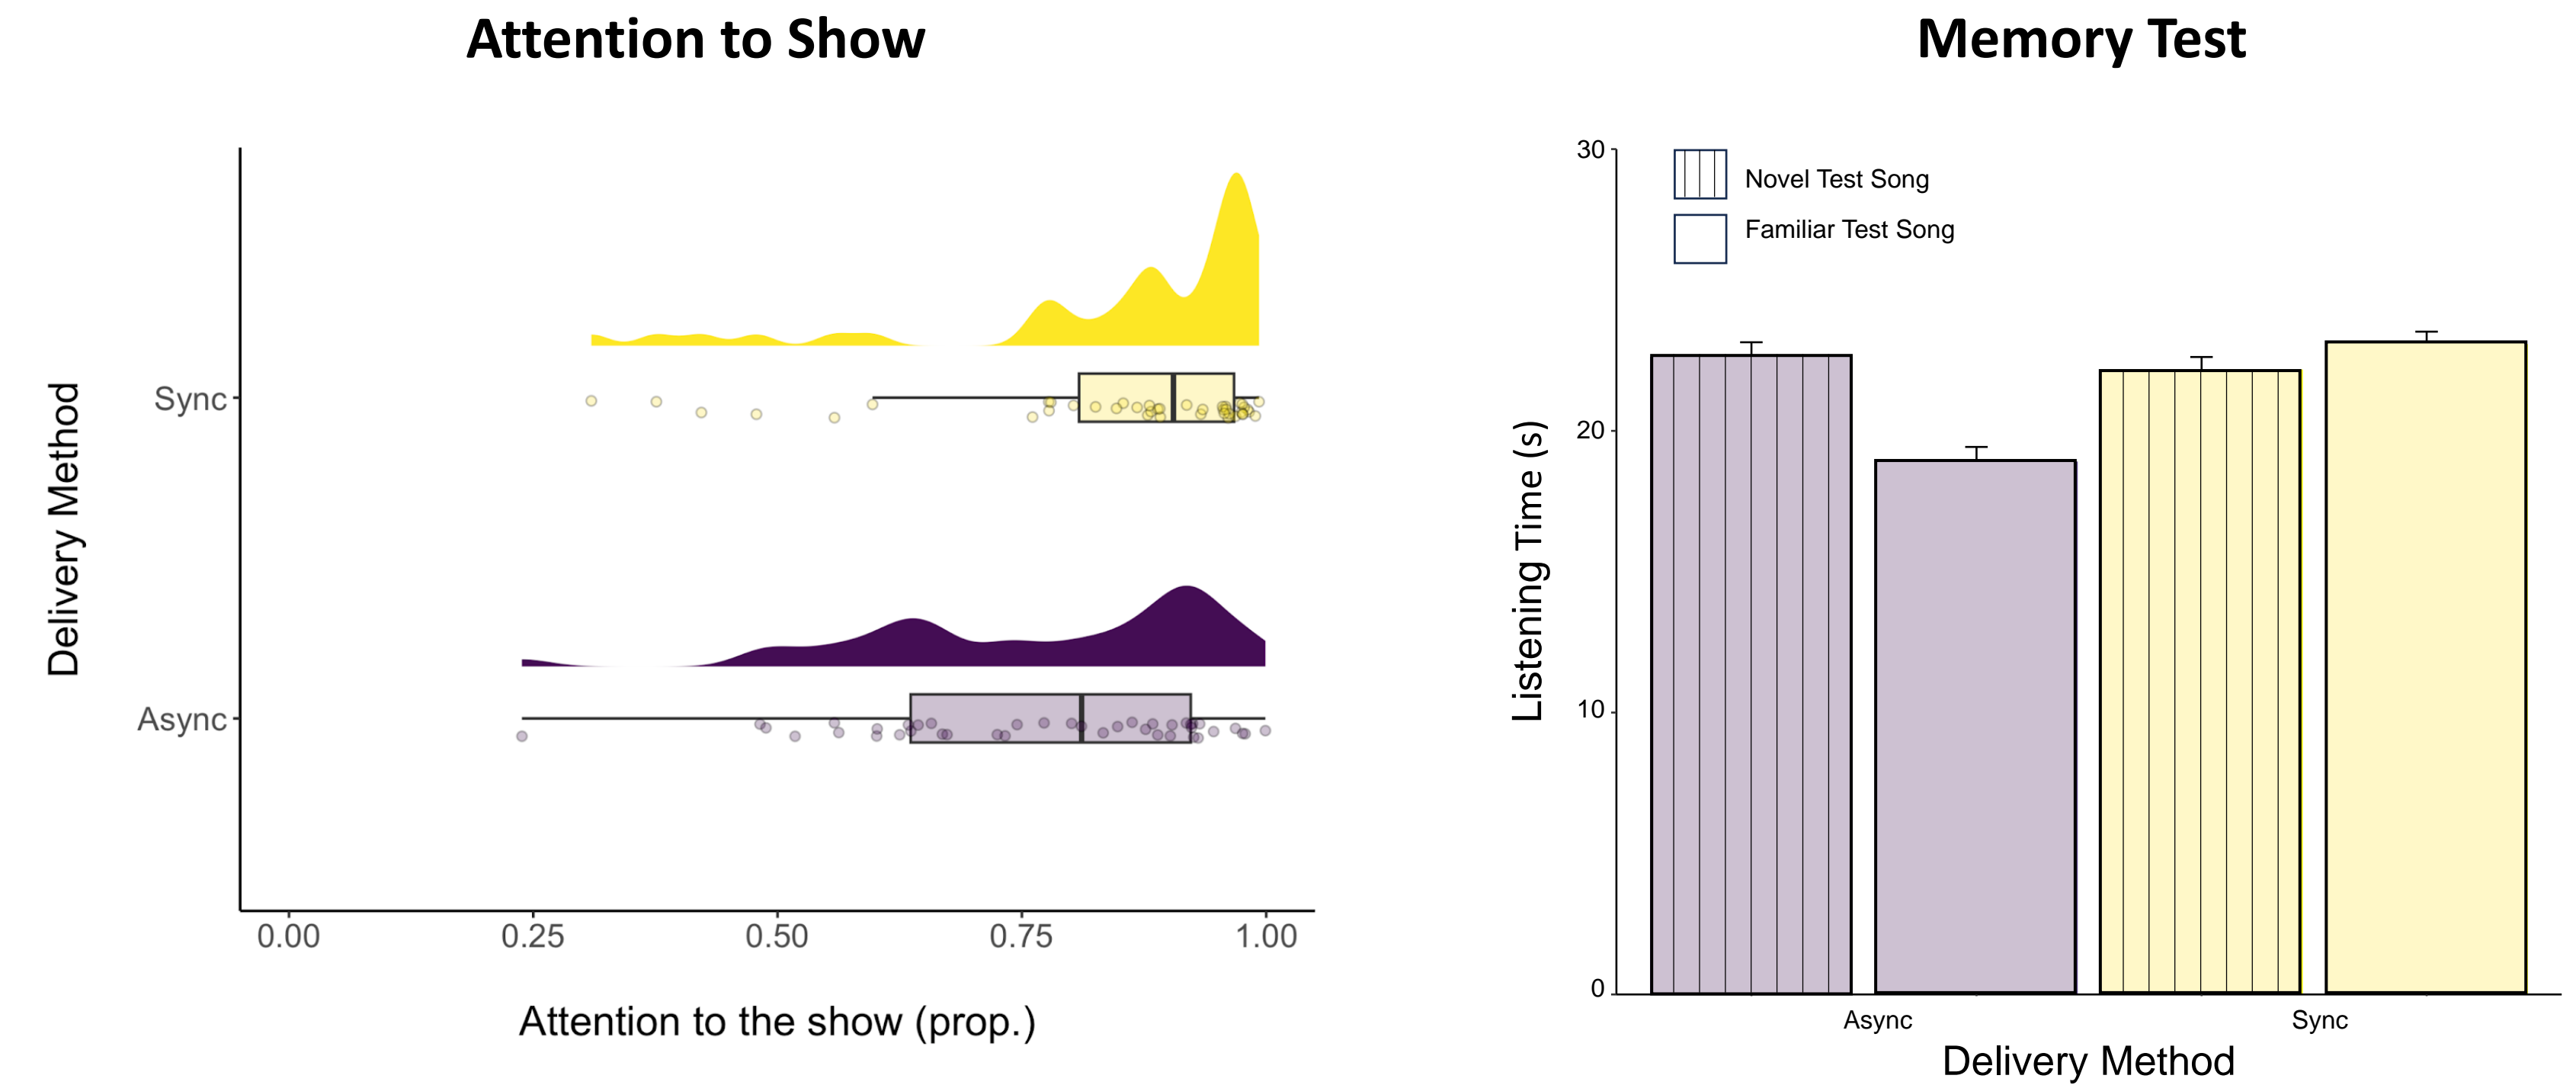 Attention to Show
Delivery Method
Sync
Async
0.00 0.25 0.50 0.75 1.00
Attention to the show (prop.)
Memory Test
Listening Time (s)
30
20
10
0
Novel Test Song
Familiar Test Song
Async Sync
Delivery Method